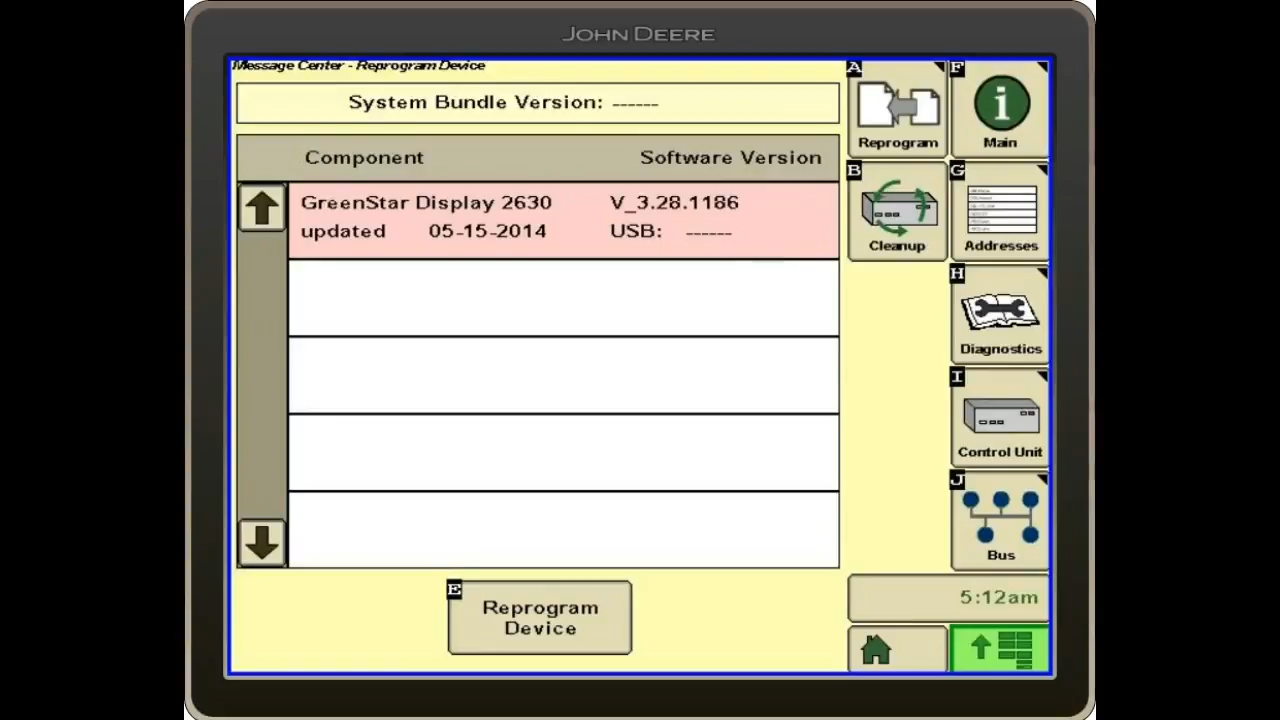 JOHN DEERE
Message Center - Reprogram Device
System Bundle Version: ------
Component Software Version
GreenStar Display 2630 V_3.28.1186
updated 05-15-2014 USB: ------
E
Reprogram
Device
A
Reprogram
B
Cleanup
F
i
Main
G
Addresses
H
Diagnostics
I
Control Unit
J
Bus
5:12am